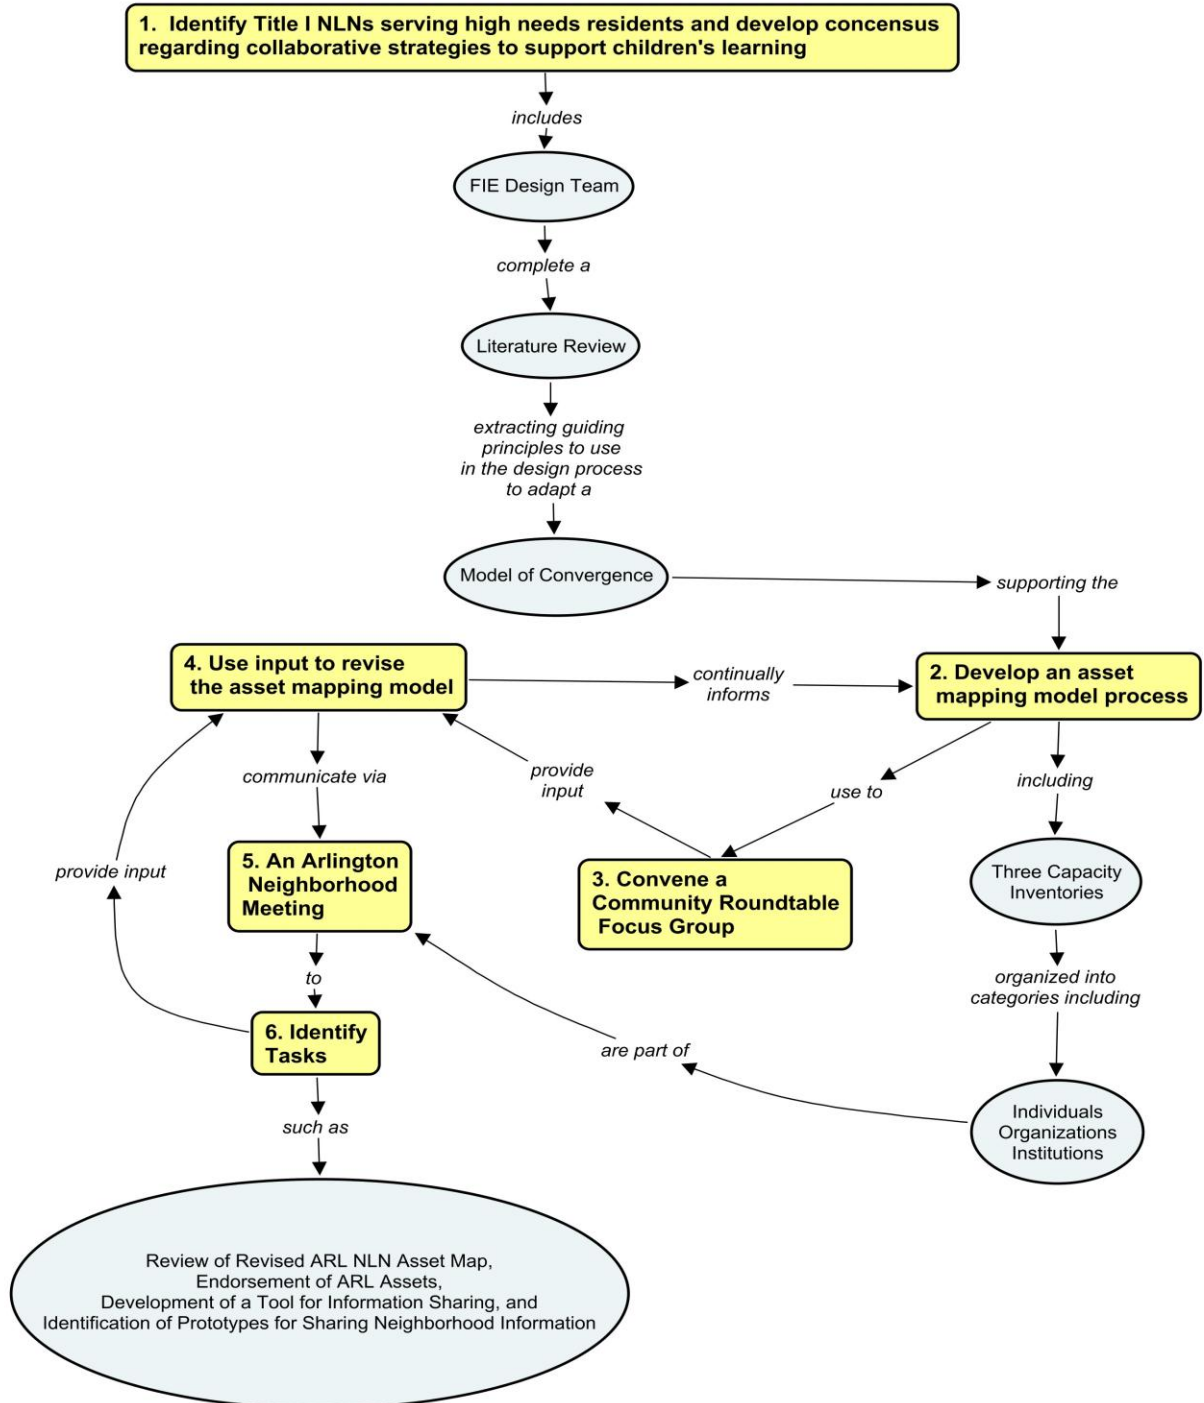 1. Identify Title I NLNs serving high needs residents and develop concensus
regarding collaborative strategies to support children's learning
includes
FIE Design Team
complete a
Literature Review
extracting guiding
principles to use
in the design process
to adapt a
Model of Convergence
supporting the
4. Use input to revise
the asset mapping model
continually
informs
2. Develop an asset
mapping model process
communicate via
provide
input
use to
including
provide input
5. An Arlington
Neighborhood
Meeting
3. Convene a
Community Roundtable
Focus Group
Three Capacity
Inventories
to
organized into
categories including
6. Identify
Tasks
are part of
such as
Individuals
Organizations
Institutions
Review of Revised ARL NLN Asset Map,
Endorsement of ARL Assets,
Development of a Tool for Information Sharing, and
Identification of Prototypes for Sharing Neighborhood Information